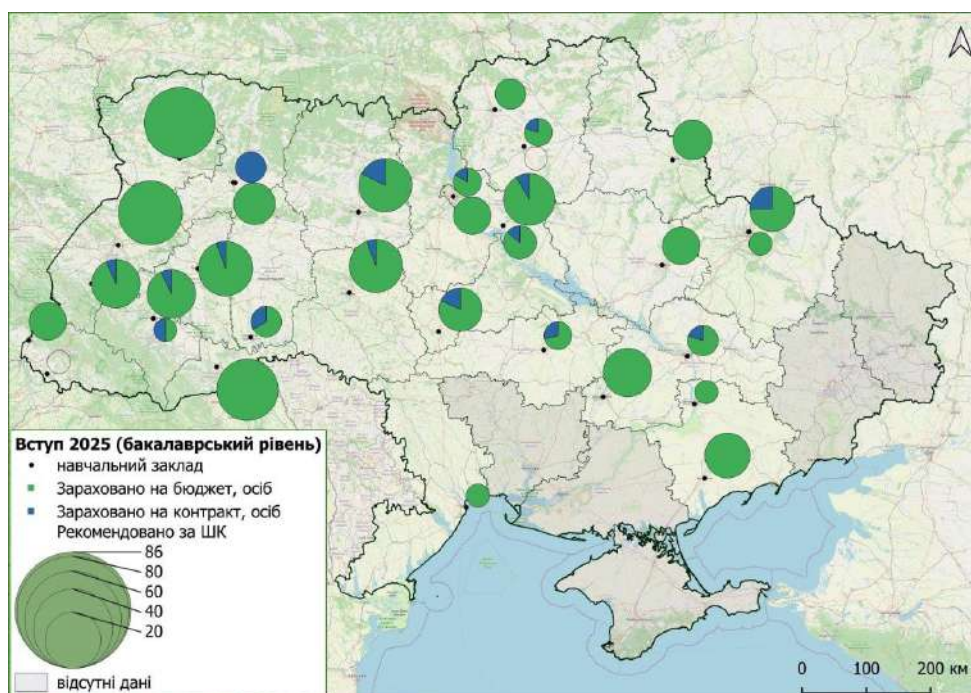 Вступ 2025 (бакалаврський рівень)
навчальний заклад
Зараховано на бюджет, осіб
Зараховано на контракт, осіб
Рекомендовано за ШК
86
80
60
40
20
відсутні дані
0 100 200 км